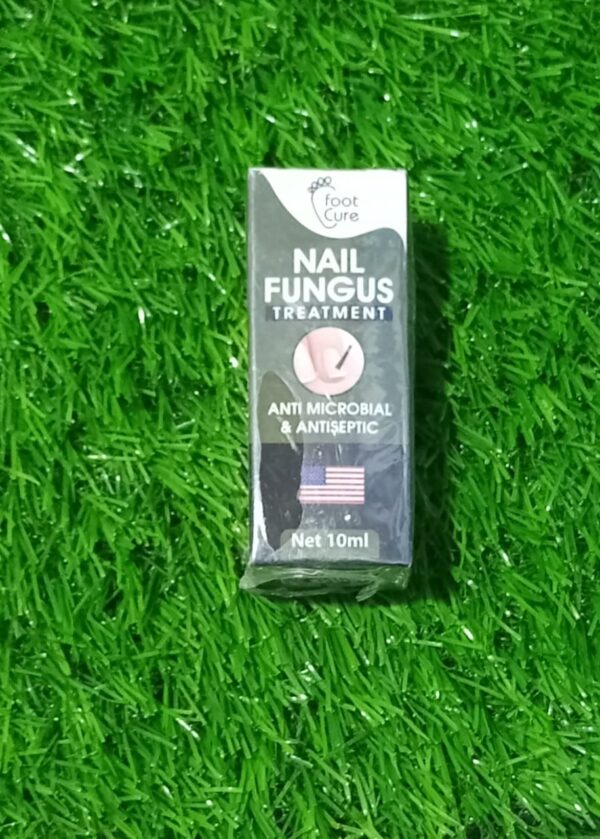 foot
Cure
NAIL
FUNGUS
TREATMENT
ANTI MICROBIAL
& ANTISEPTIC
Net 10ml